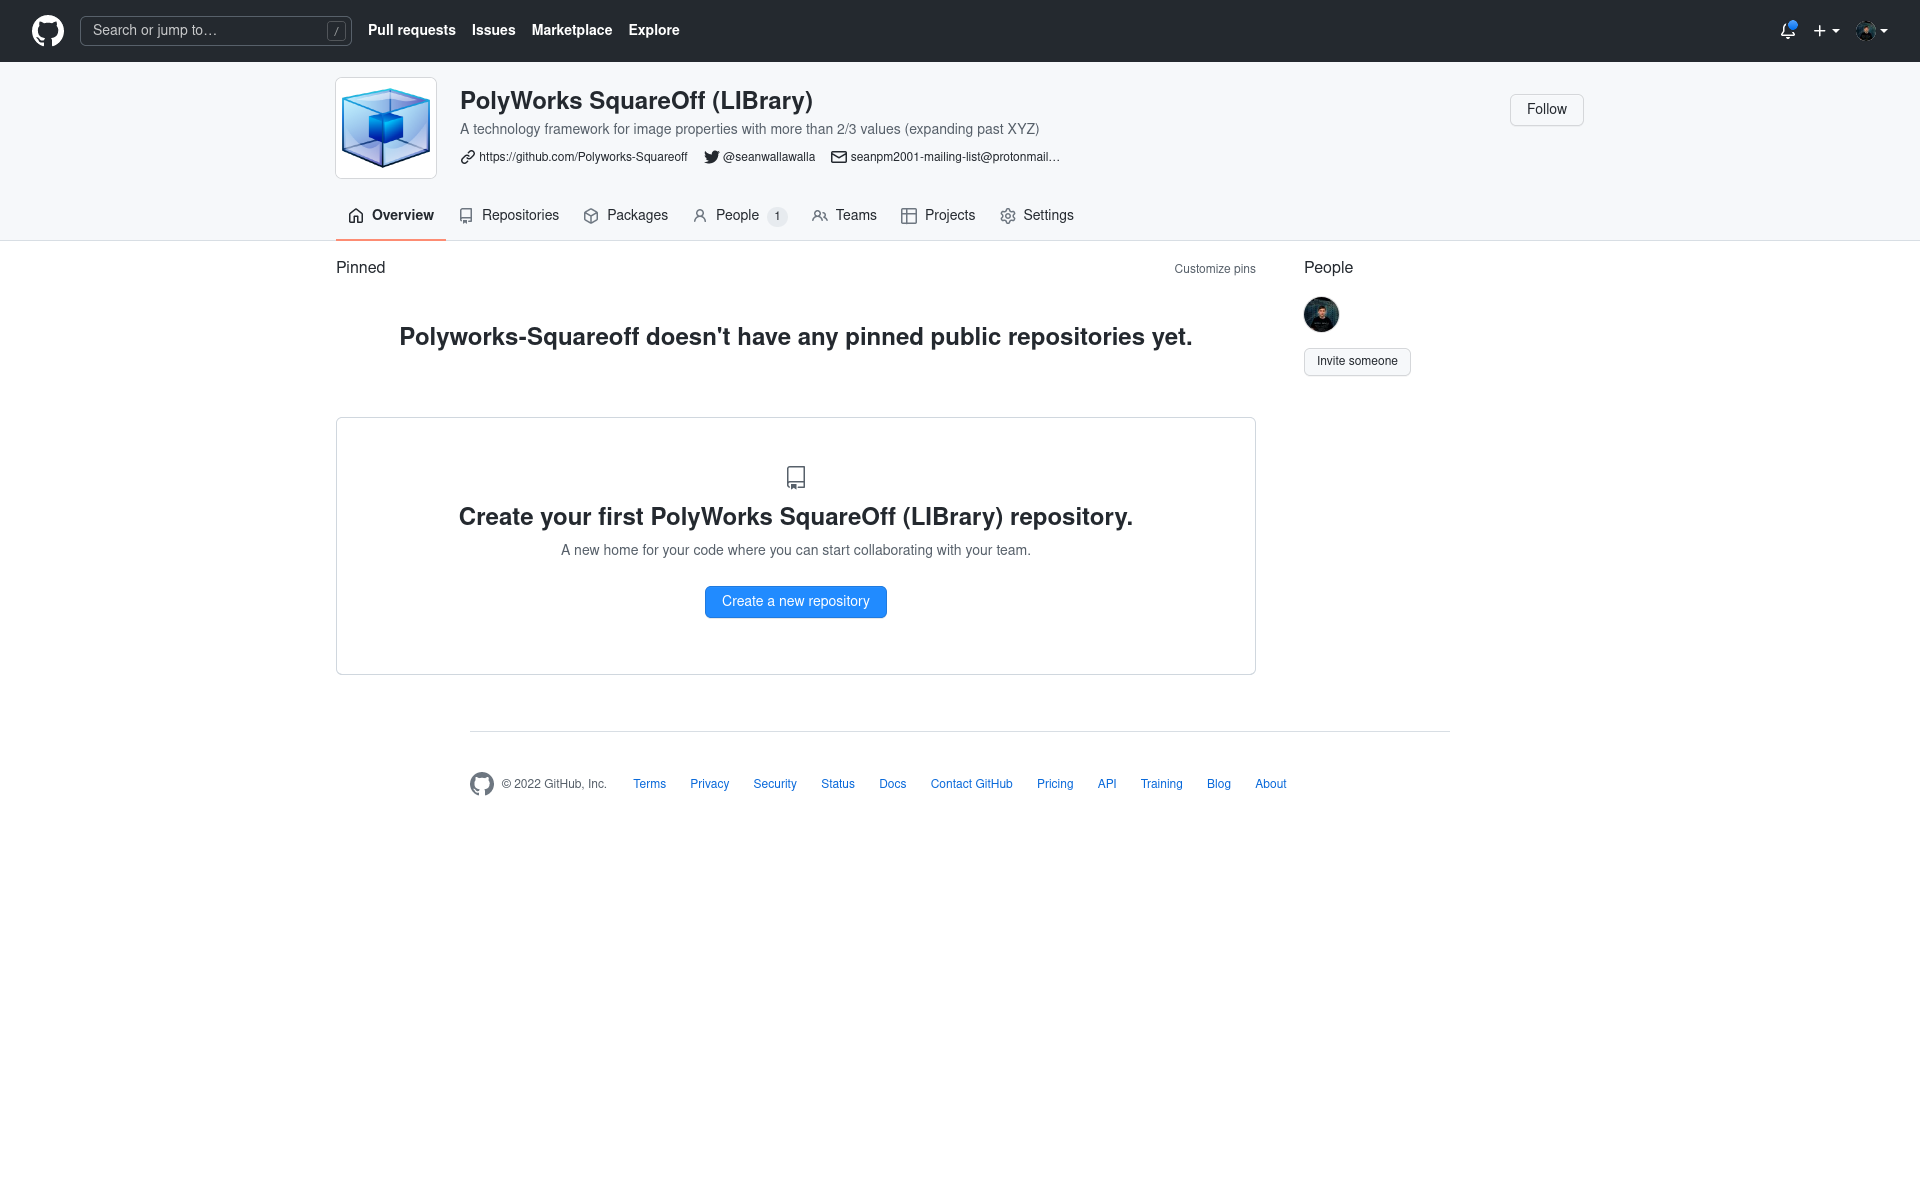 Search or jump to… /
Pull requests Issues Marketplace Explore
PolyWorks SquareOff (LIBrary)
A technology framework for image properties with more than 2/3 values (expanding past XYZ)
https://github.com/Polyworks-Squareoff @seanwallawalla seanpm2001-mailing-list@protonmail…
Follow
Overview Repositories Packages People 1 Teams Projects Settings
Pinned
Customize pins
Polyworks-Squareoff doesn't have any pinned public repositories yet.
Create your first PolyWorks SquareOff (LIBrary) repository.
A new home for your code where you can start collaborating with your team.
Create a new repository
People
Invite someone
© 2022 GitHub, Inc. Terms Privacy Security Status Docs Contact GitHub Pricing API Training Blog About